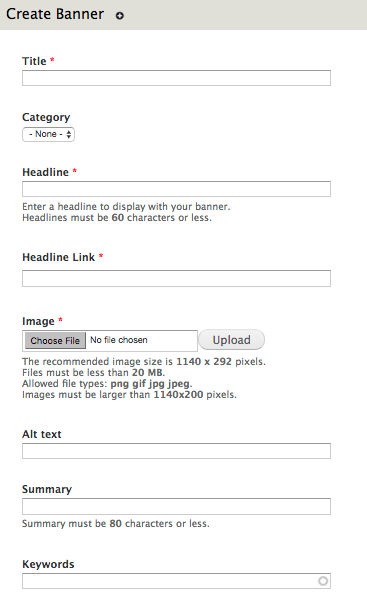 Create Banner
Title *
Category
- None -
Headline *
Enter a headline to display with your banner.
Headlines must be 60 characters or less.
Headline Link *
Image *
Choose File No file chosen Upload
The recommended image size is 1140 x 292 pixels.
Files must be less than 20 MB.
Allowed file types: png gif jpg jpeg.
Images must be larger than 1140x200 pixels.
Alt text
Summary
Summary must be 80 characters or less.
Keywords